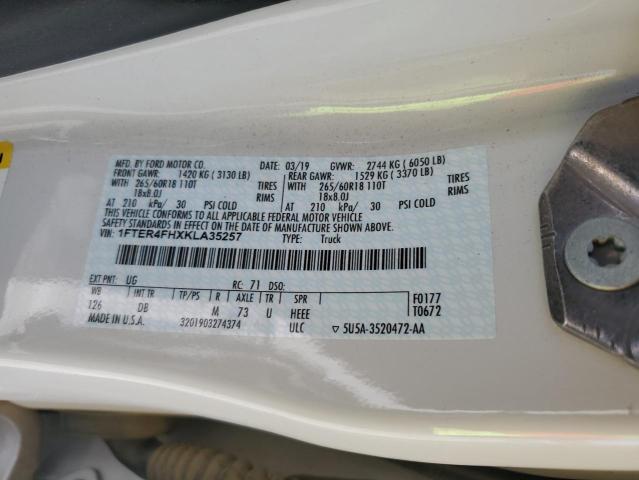 MFD. BY FORD MOTOR CO. DATE: 03/19 GVWR: 2744 KG ( 6050 LB)
FRONT GAWR: 1420 KG ( 3130 LB) REAR GAWR: 1529 KG ( 3370 LB)
WITH 265/60R18 110T TIRES WITH 265/60R18 110T TIRES
18x8.0J RIMS 18x8.0J RIMS
AT 210 kPa/ 30 PSI COLD AT 210 kPa/ 30 PSI COLD
THIS VEHICLE CONFORMS TO ALL APPLICABLE FEDERAL MOTOR VEHICLE
SAFETY STANDARDS IN EFFECT ON THE DATE OF MANUFACTURE SHOWN ABOVE.
VIN: 1FTER4FHXKLA35257 TYPE: Truck
EXT PNT: UG RC: 71 DSO:
WB INT TR TP/PS R AXLE TR SPR F0177
126 DB M 73 U HEEE T0672
MADE IN U.S.A. 3201903274374 ULC ▽ 5U5A-3520472-AA